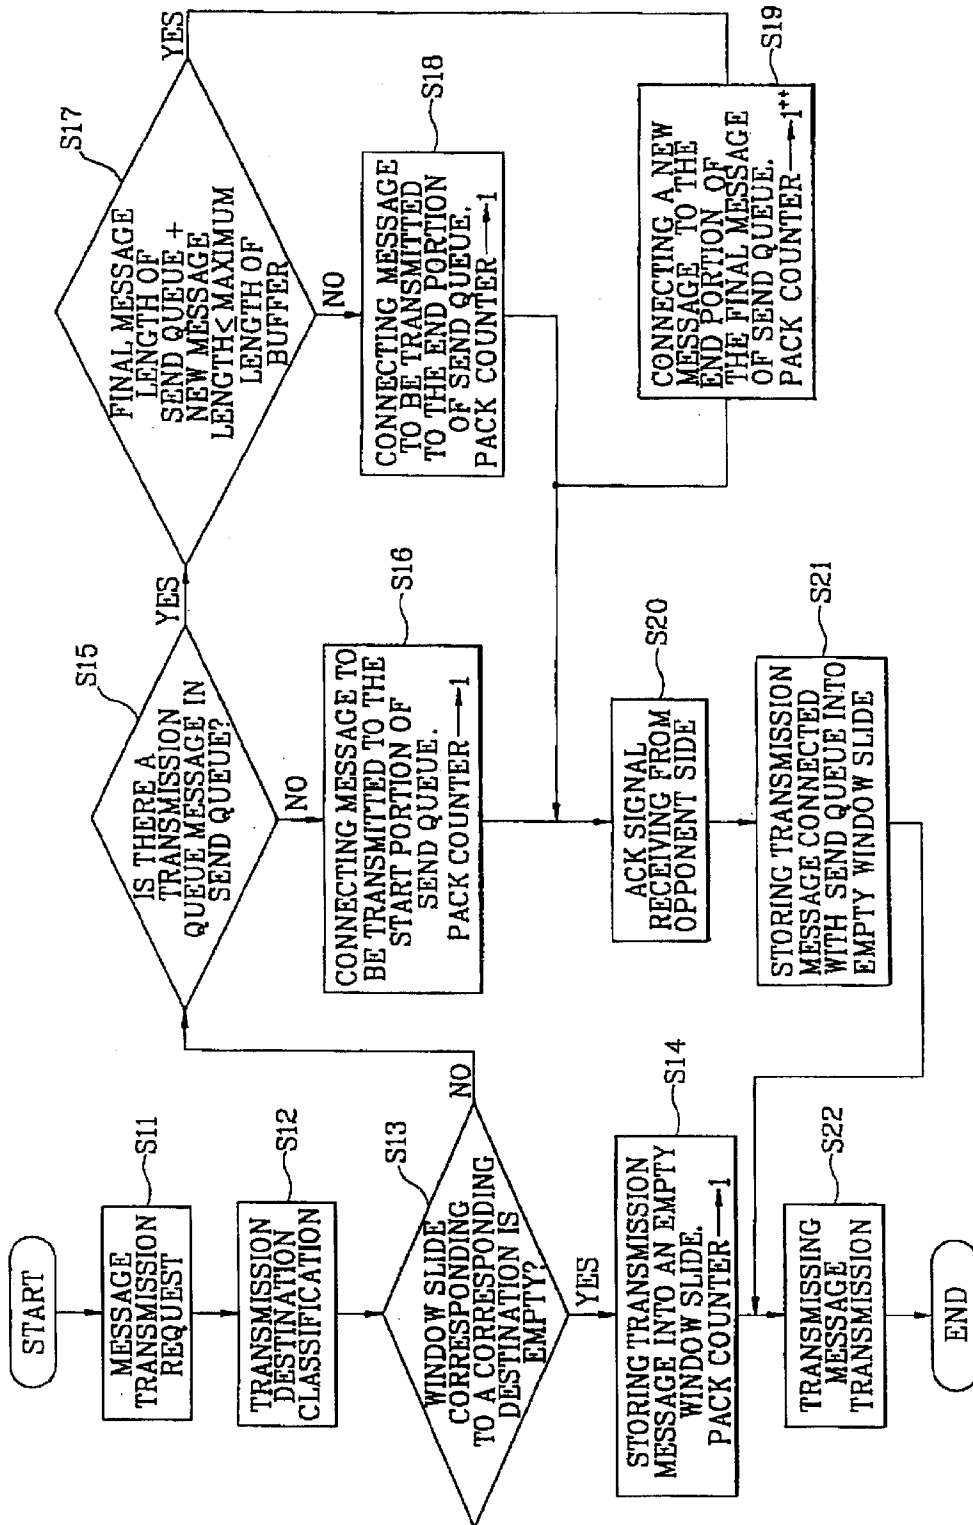 START
S11
MESSAGE
TRANSMISSION
REQUEST
S12
TRANSMISSION
DESTINATION
CLASSIFICATION
S13
WINDOW SLIDE
CORRESPONDING
TO A CORRESPONDING
DESTINATION IS
EMPTY?
NO
YES
S14
STORING TRANSMISSION
MESSAGE INTO AN EMPTY
WINDOW SLIDE.
PACK COUNTER→1
S22
TRANSMISSING
MESSAGE
TRANSMISSION
END
S15
IS THERE A
TRANSMISSION
QUEUE MESSAGE IN
SEND QUEUE?
YES
NO
S16
CONNECTING MESSAGE TO
BE TRANSMITTED TO THE
START PORTION OF
SEND QUEUE.
PACK COUNTER→1
S20
ACK SIGNAL
RECEIVING FROM
OPPONENT SIDE
S21
STORING TRANSMISSION
MESSAGE CONNECTED
WITH SEND QUEUE INTO
EMPTY WINDOW SLIDE
S17
FINAL MESSAGE
LENGTH OF
SEND QUEUE +
NEW MESSAGE
LENGTH≤MAXIMUM
LENGTH OF
BUFFER
YES
NO
S18
CONNECTING MESSAGE
TO BE TRANSMITTED
TO THE END PORTION
OF SEND QUEUE.
PACK COUNTER→1
S19
CONNECTING A NEW
MESSAGE TO THE
END PORTION OF
THE FINAL MESSAGE
OF SEND QUEUE.
PACK COUNTER→1++